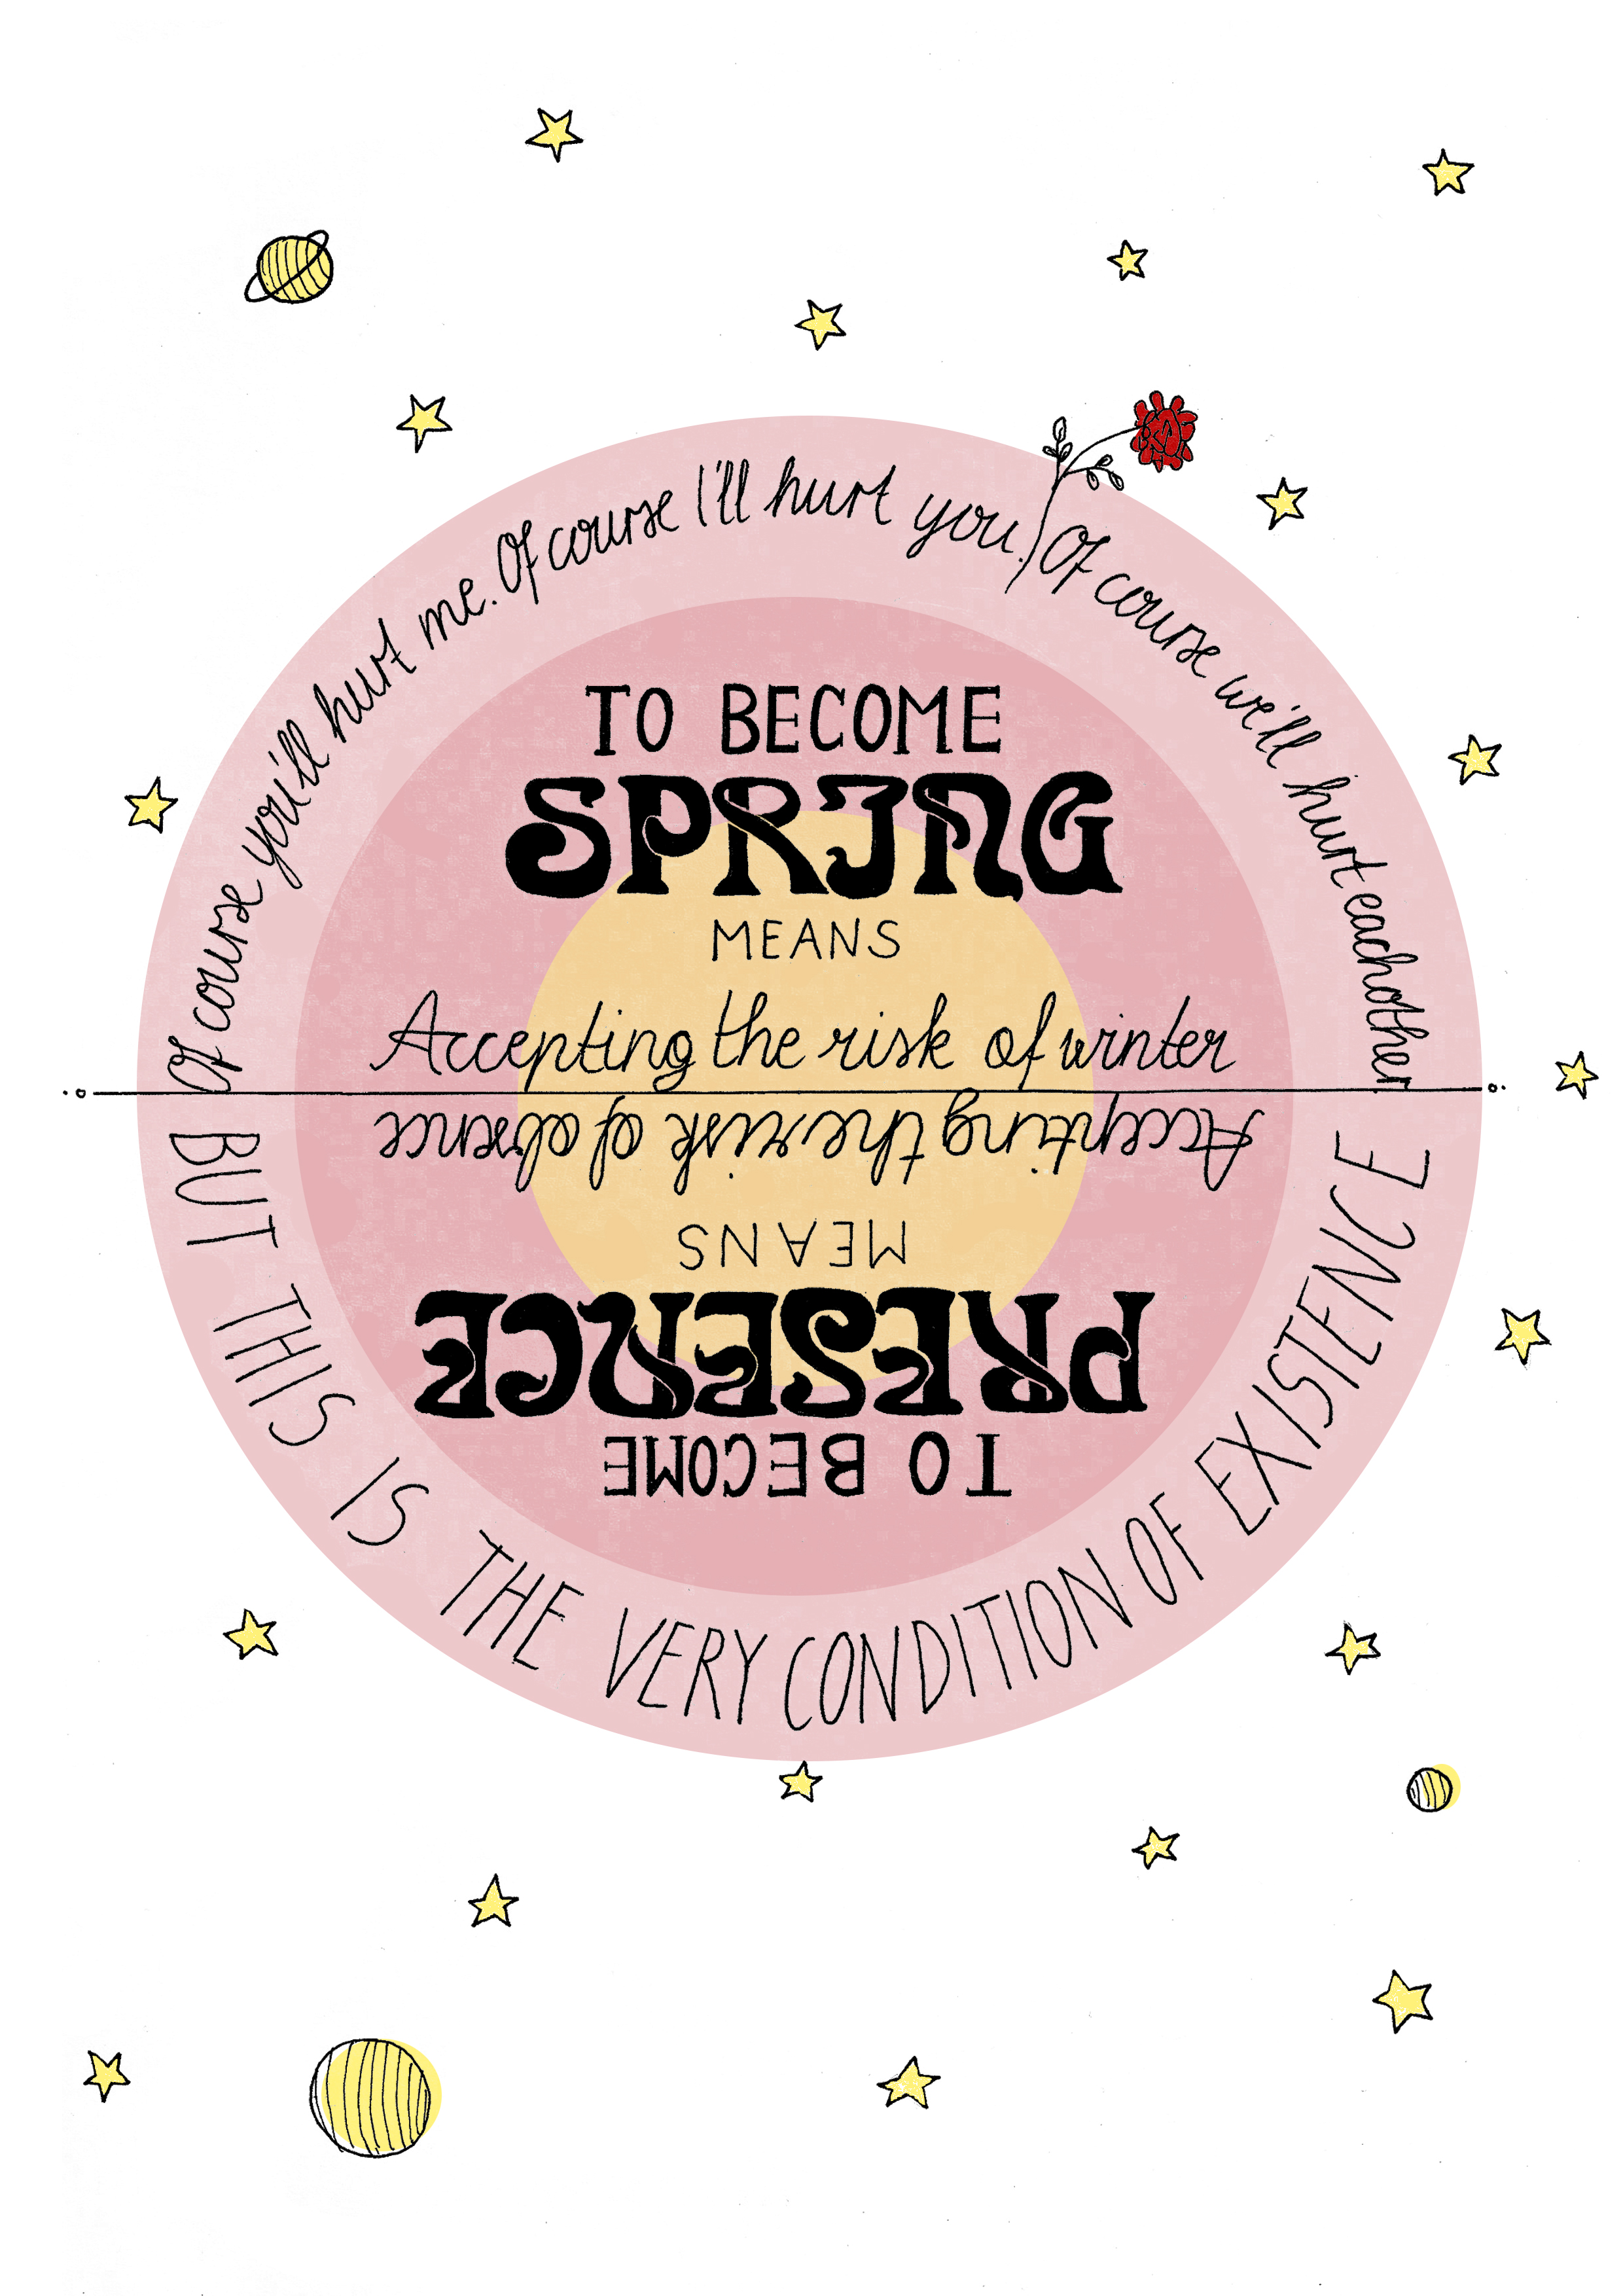 Of course you'll hurt me. Of course I'll hurt you. Of course we'll hurt eachother
BUT THIS IS THE VERY CONDITION OF EXISTENCE
TO BECOME
SPRING
MEANS
Accepting the risk of winter
TO BECOME
PRESENCE
MEANS
Accepting the risk of absence